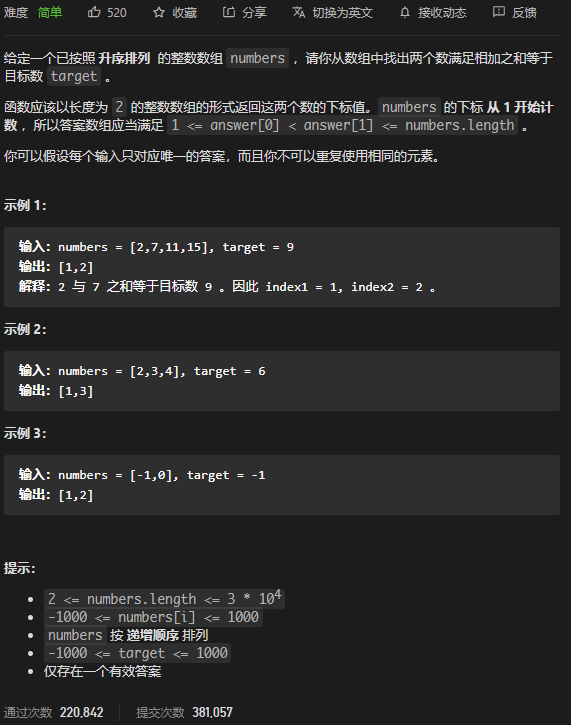 难度 简单 520 收藏 分享 切换为英文 接收动态 反馈
给定一个已按照 升序排列 的整数数组 numbers ，请你从数组中找出两个数满足相加之和等于
目标数 target 。
函数应该以长度为 2 的整数数组的形式返回这两个数的下标值。numbers 的下标 从 1 开始计
数 ，所以答案数组应当满足 1 <= answer[0] < answer[1] <= numbers.length 。
你可以假设每个输入只对应唯一的答案，而且你不可以重复使用相同的元素。
示例 1：
输入：numbers = [2,7,11,15], target = 9
输出：[1,2]
解释：2 与 7 之和等于目标数 9 。因此 index1 = 1, index2 = 2 。
示例 2：
输入：numbers = [2,3,4], target = 6
输出：[1,3]
示例 3：
输入：numbers = [-1,0], target = -1
输出：[1,2]
提示：
2 <= numbers.length <= 3 * 10⁴
-1000 <= numbers[i] <= 1000
numbers 按 递增顺序 排列
-1000 <= target <= 1000
仅存在一个有效答案
通过次数 220,842 提交次数 381,057